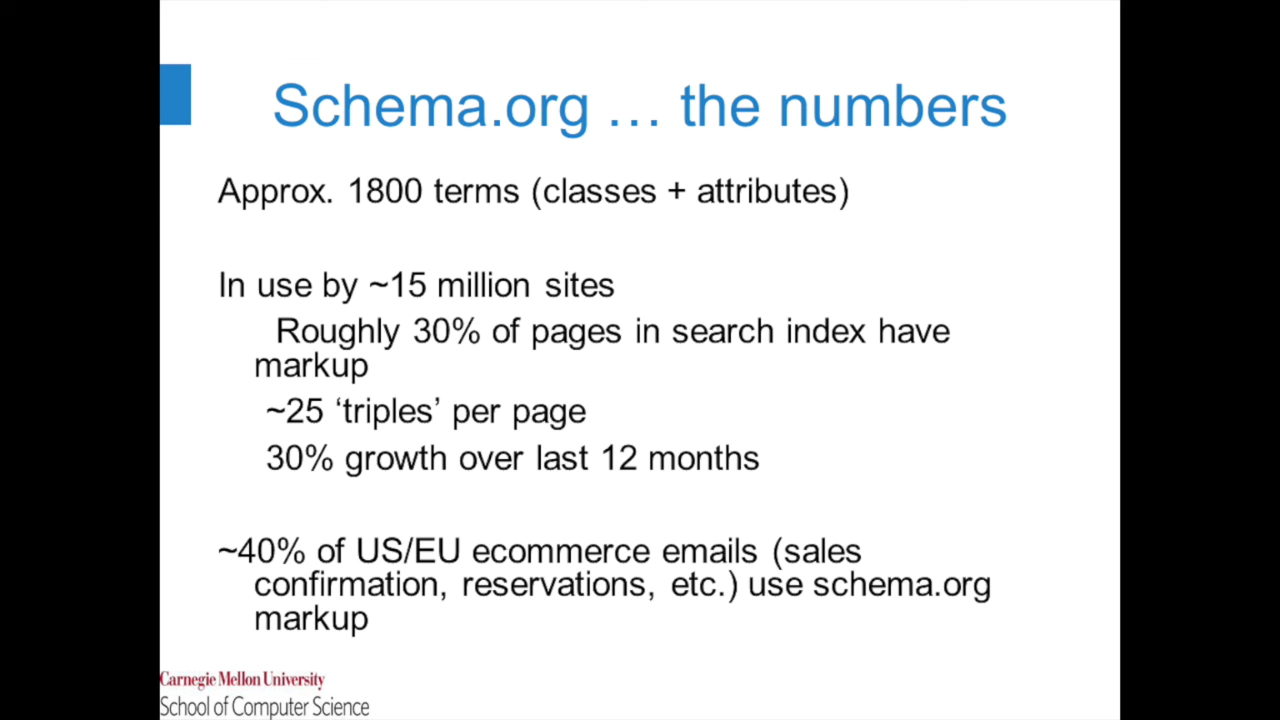 Schema.org … the numbers
Approx. 1800 terms (classes + attributes)
In use by ~15 million sites
Roughly 30% of pages in search index have
markup
~25 ‘triples’ per page
30% growth over last 12 months
~40% of US/EU ecommerce emails (sales
confirmation, reservations, etc.) use schema.org
markup
Carnegie Mellon University
School of Computer Science